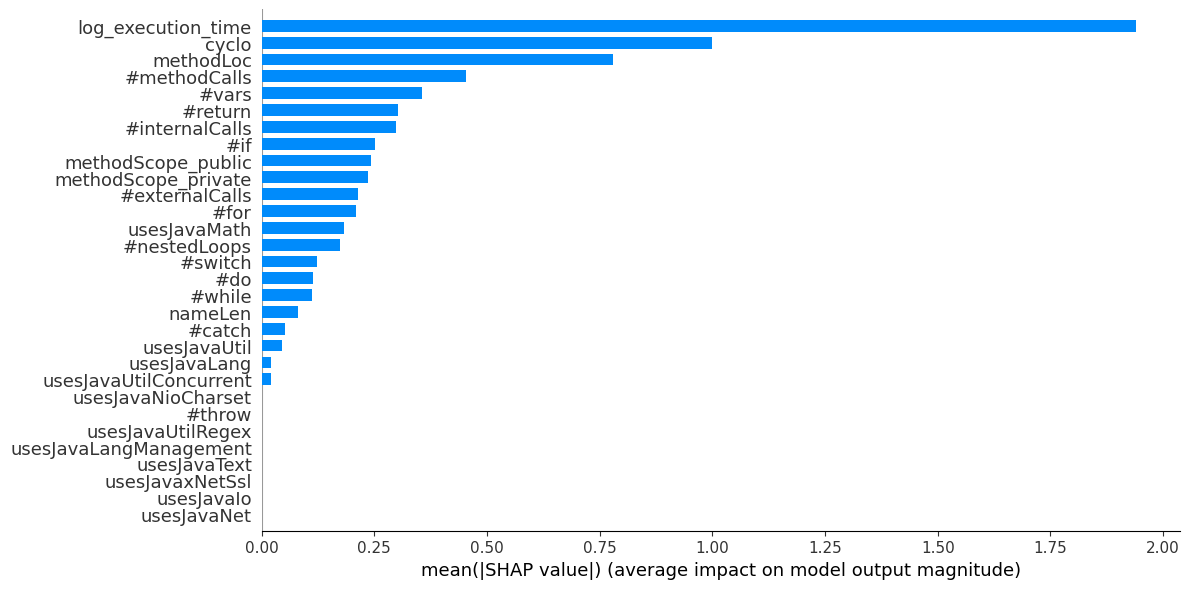 log_execution_time
cyclo
methodLoc
#methodCalls
#vars
#return
#internalCalls
#if
methodScope_public
methodScope_private
#externalCalls
#for
usesJavaMath
#nestedLoops
#switch
#do
#while
nameLen
#catch
usesJavaUtil
usesJavaLang
usesJavaUtilConcurrent
usesJavaNioCharset
#throw
usesJavaUtilRegex
usesJavaLangManagement
usesJavaText
usesJavaxNetSsl
usesJavaIo
usesJavaNet
0.00 0.25 0.50 0.75 1.00 1.25 1.50 1.75 2.00
mean(|SHAP value|) (average impact on model output magnitude)